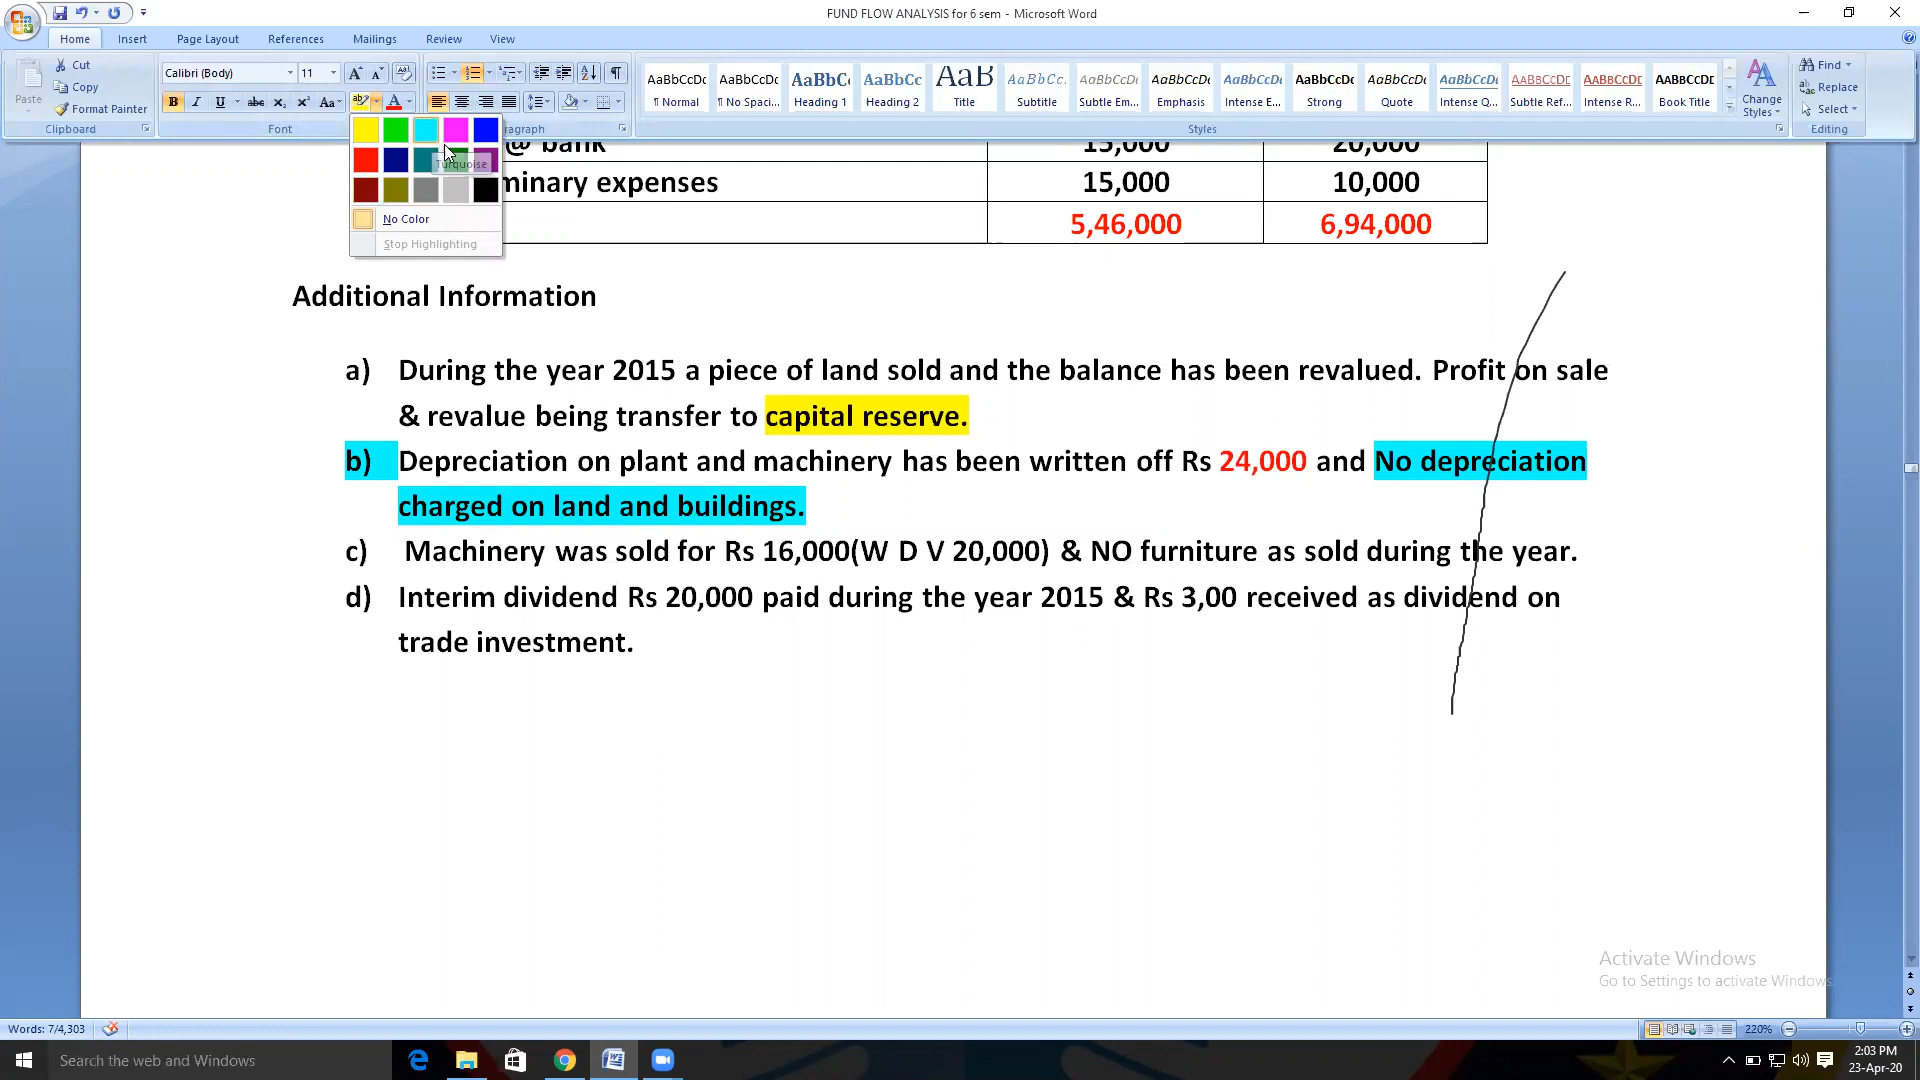 FUND FLOW ANALYSIS for 6 sem - Microsoft Word
Home Insert Page Layout References Mailings Review View
Paste Cut Copy Format Painter
Calibri (Body) 11
AaBbCcDc AaBbCcDc AaBbC AaBbCc AaB AaBbCc. AaBbCcDc AaBbCcDc AaBbCcDc AaBbCcDc AaBbCcDc AaBbCcDc AaBbCcDc AaBbCcDc AaBbCcDc
¶ Normal ¶ No Spaci... Heading 1 Heading 2 Title Subtitle Subtle Em... Emphasis Intense E... Strong Quote Intense Q... Subtle Ref... Intense R... Book Title
Change Styles
Find Replace Select
Clipboard Font ragraph Styles Editing
Turquoise
No Color
Stop Highlighting
@ bank 15,000 20,000
minary expenses 15,000 10,000
5,46,000 6,94,000
Additional Information
a) During the year 2015 a piece of land sold and the balance has been revalued. Profit on sale
& revalue being transfer to capital reserve.
b) Depreciation on plant and machinery has been written off Rs 24,000 and No depreciation
charged on land and buildings.
c) Machinery was sold for Rs 16,000(W D V 20,000) & NO furniture as sold during the year.
d) Interim dividend Rs 20,000 paid during the year 2015 & Rs 3,00 received as dividend on
trade investment.
Activate Windows
Go to Settings to activate Windows
Words: 7/4,303
220%
Search the web and Windows
2:03 PM
23-Apr-20